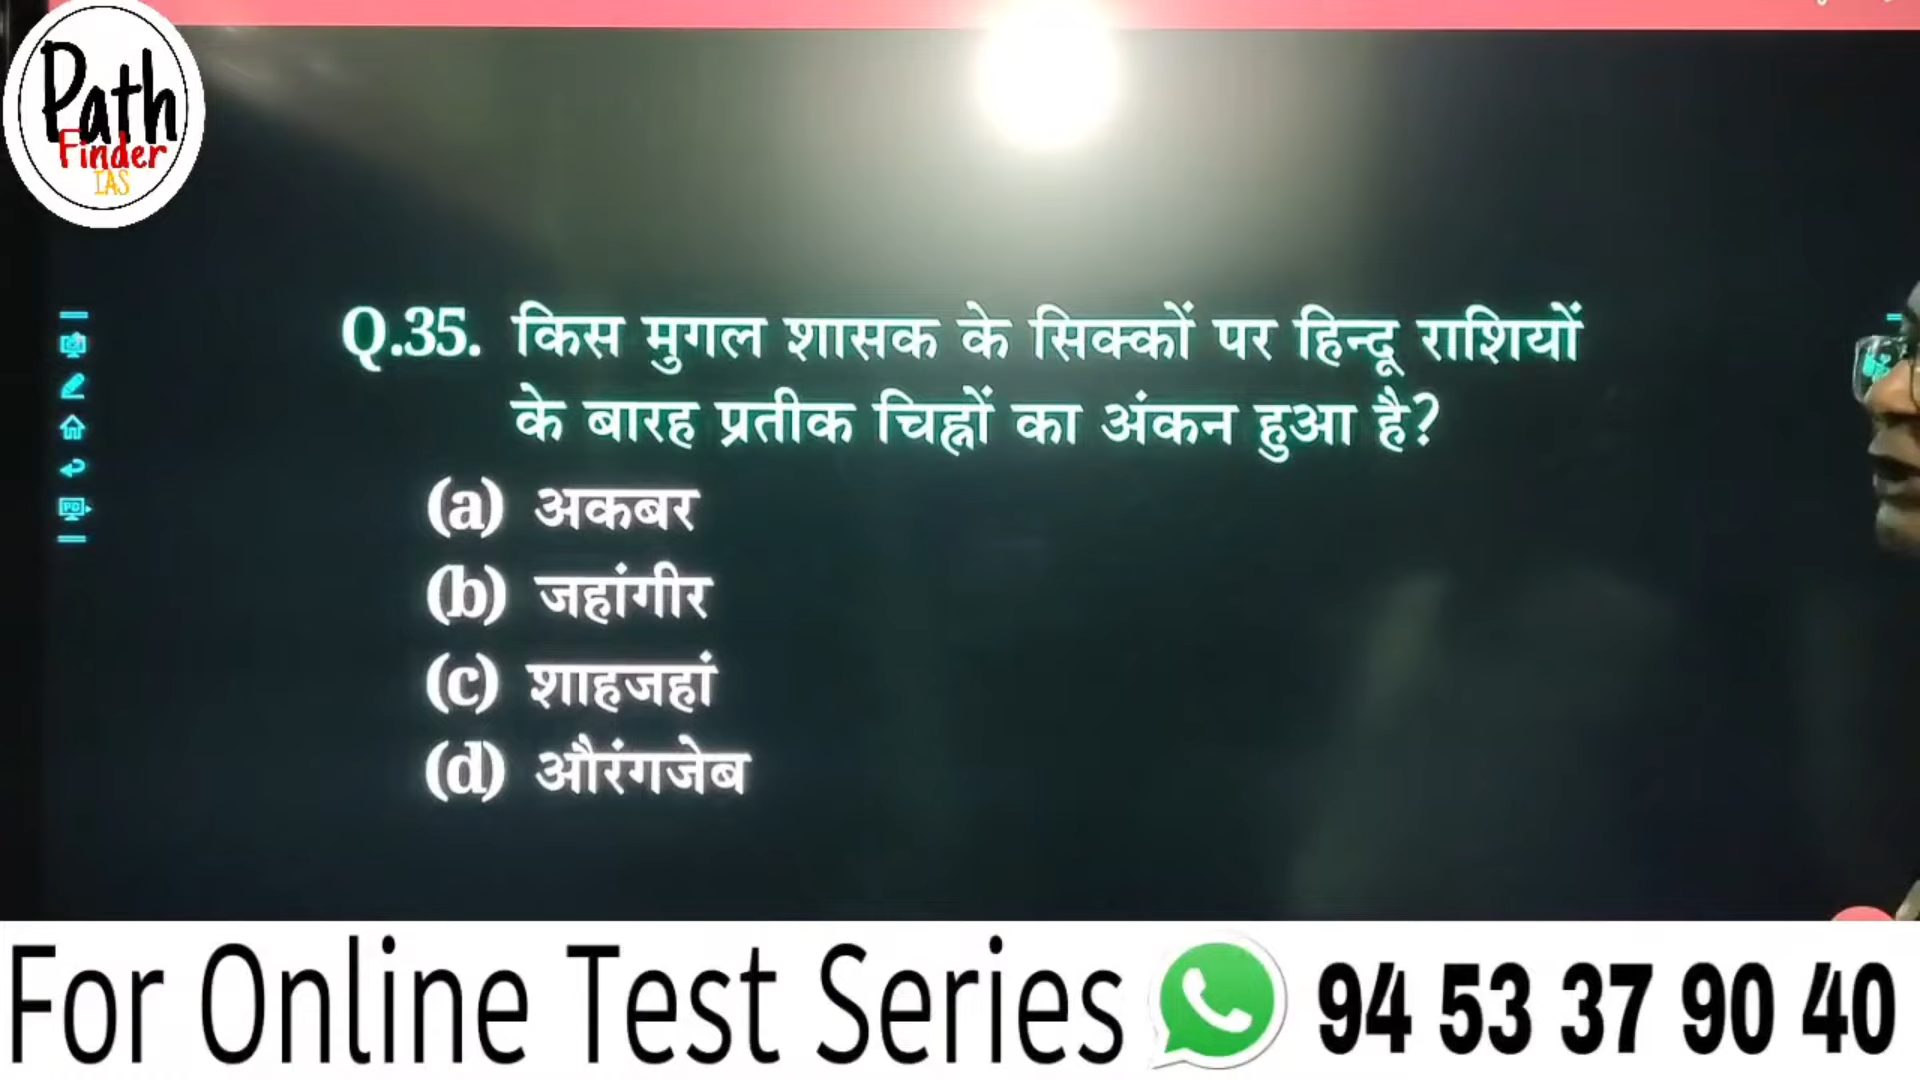 Path
Finder
IAS
Q.35. किस मुगल शासक के सिक्कों पर हिन्दू राशियों
के बारह प्रतीक चिह्नों का अंकन हुआ है?
(a) अकबर
(b) जहांगीर
(c) शाहजहां
(d) औरंगजेब
For Online Test Series 94 53 37 90 40